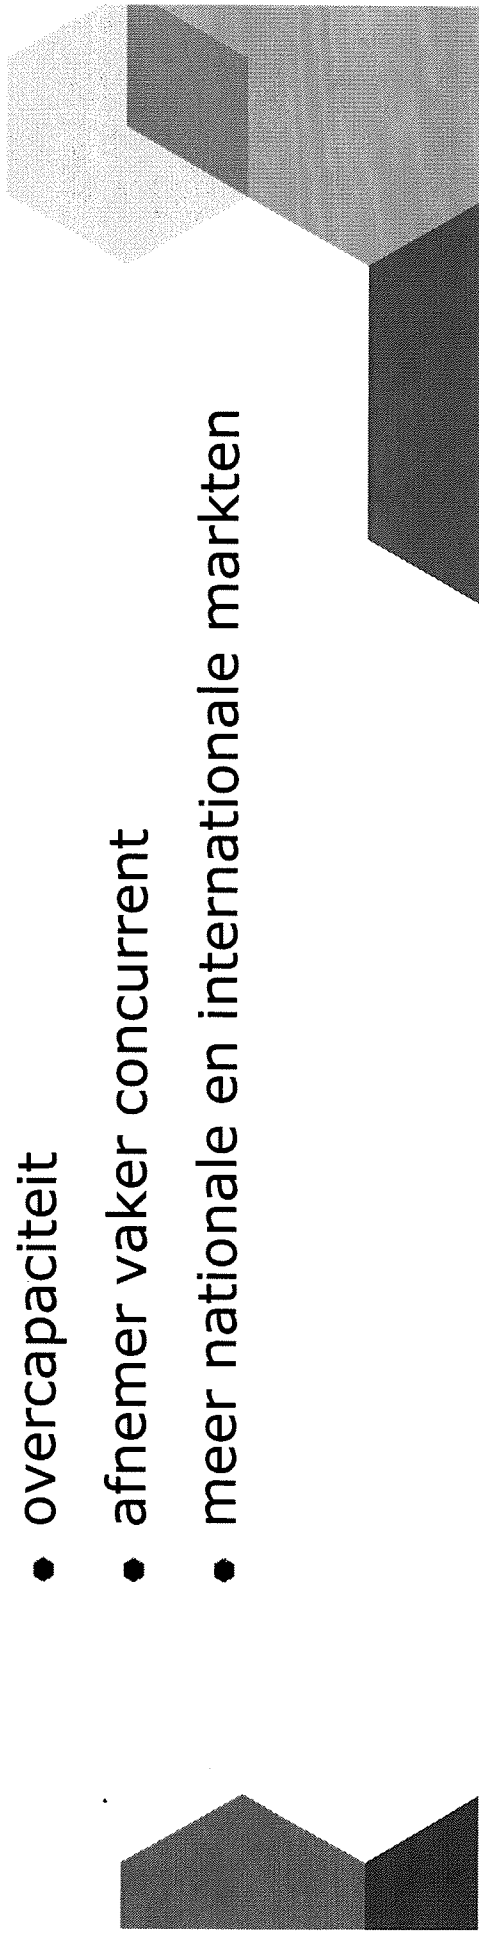 • overcapaciteit
• afnemer vaker concurrent
• meer nationale en internationale markten